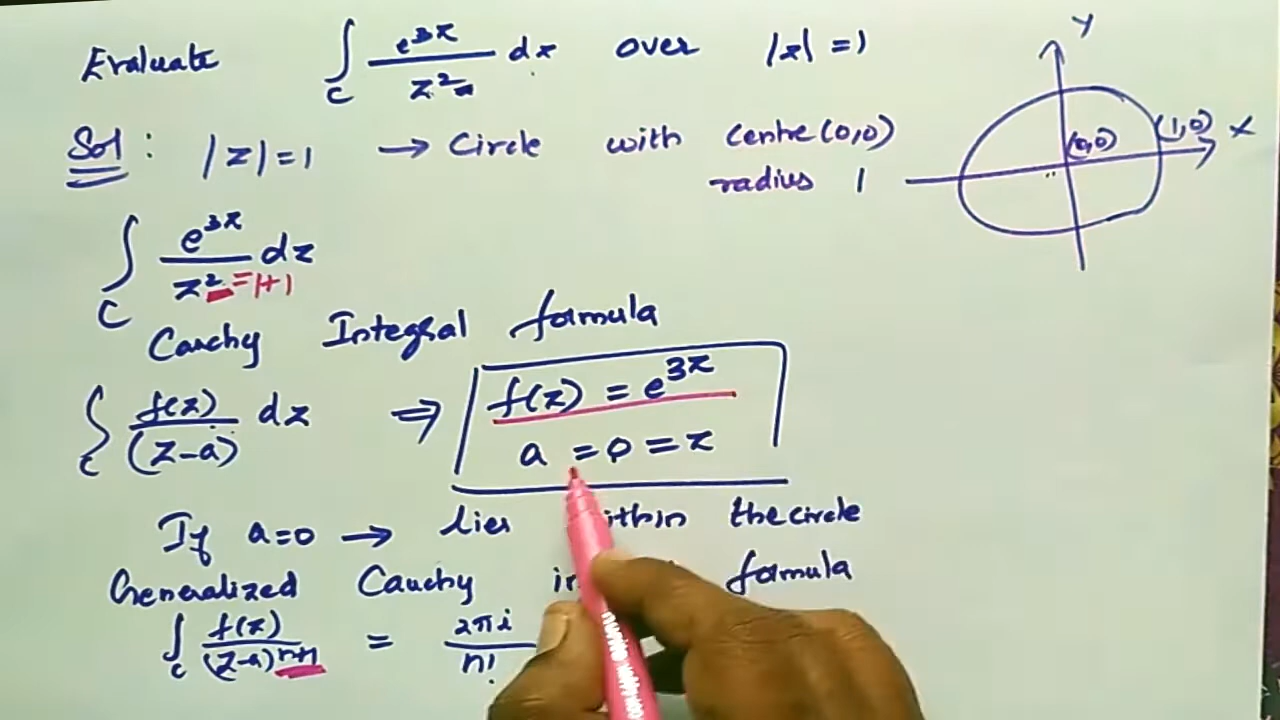 Evaluate ∫_C e^{3z}/z² dz over |z| = 1
Y
(0,0) (1,0) X
Sol : |z| = 1 → Circle with centre (0,0)
radius 1
∫_C e^{3z}/z² dz = 1+1
Cauchy Integral formula
∫_C f(z)/(z-a) dz ⇒ f(z) = e^{3z}
a = 0 = z
If a=0 → lies within the circle
Generalized Cauchy formula
∫_C f(z)/(z-a)^{n+1} = 2πi/n!